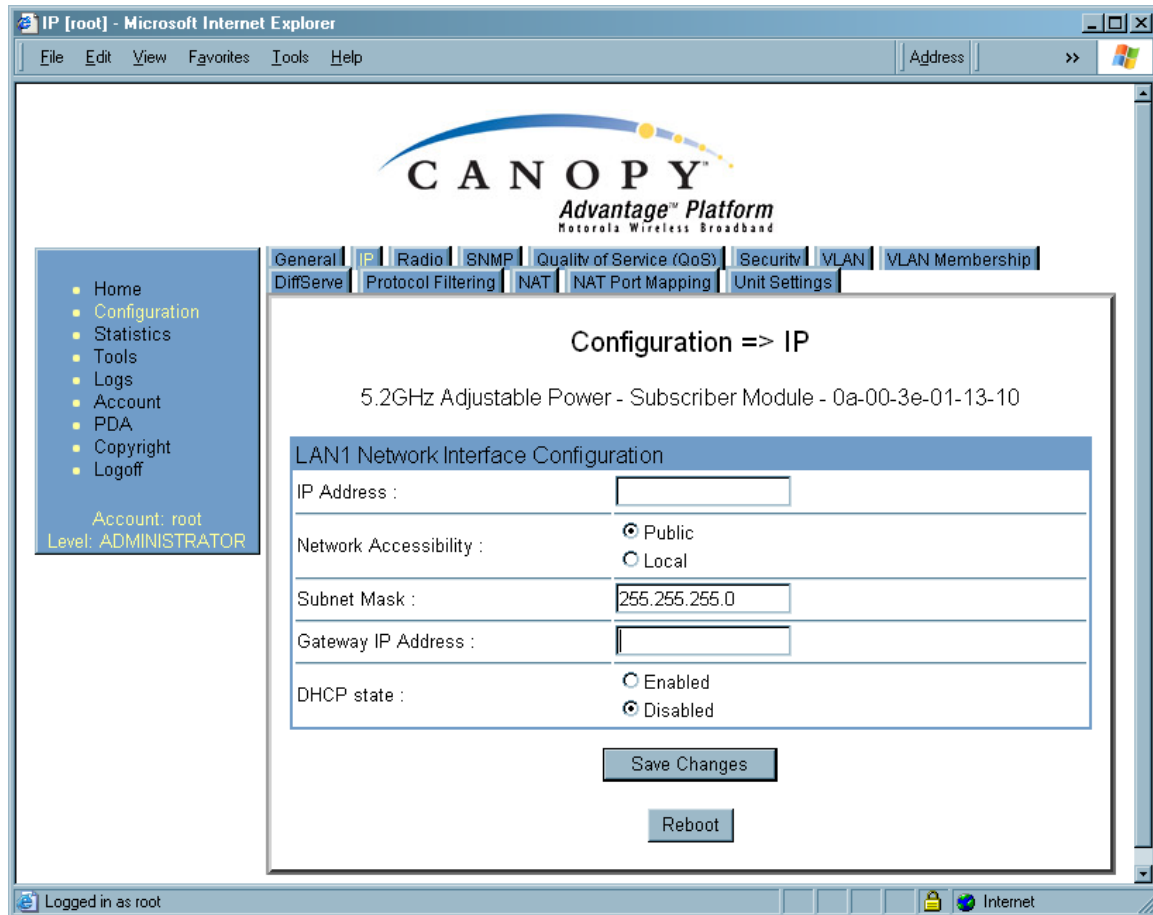 IP [root] - Microsoft Internet Explorer
File Edit View Favorites Tools Help Address »
CANOPY™
Advantage™ Platform
Motorola Wireless Broadband
General IP Radio SNMP Quality of Service (QoS) Security VLAN VLAN Membership
DiffServe Protocol Filtering NAT NAT Port Mapping Unit Settings
Home
Configuration
Statistics
Tools
Logs
Account
PDA
Copyright
Logoff
Account: root
Level: ADMINISTRATOR
Configuration => IP
5.2GHz Adjustable Power - Subscriber Module - 0a-00-3e-01-13-10
LAN1 Network Interface Configuration
IP Address :
Network Accessibility :
Public
Local
Subnet Mask : 255.255.255.0
Gateway IP Address :
DHCP state :
Enabled
Disabled
Save Changes
Reboot
Logged in as root Internet